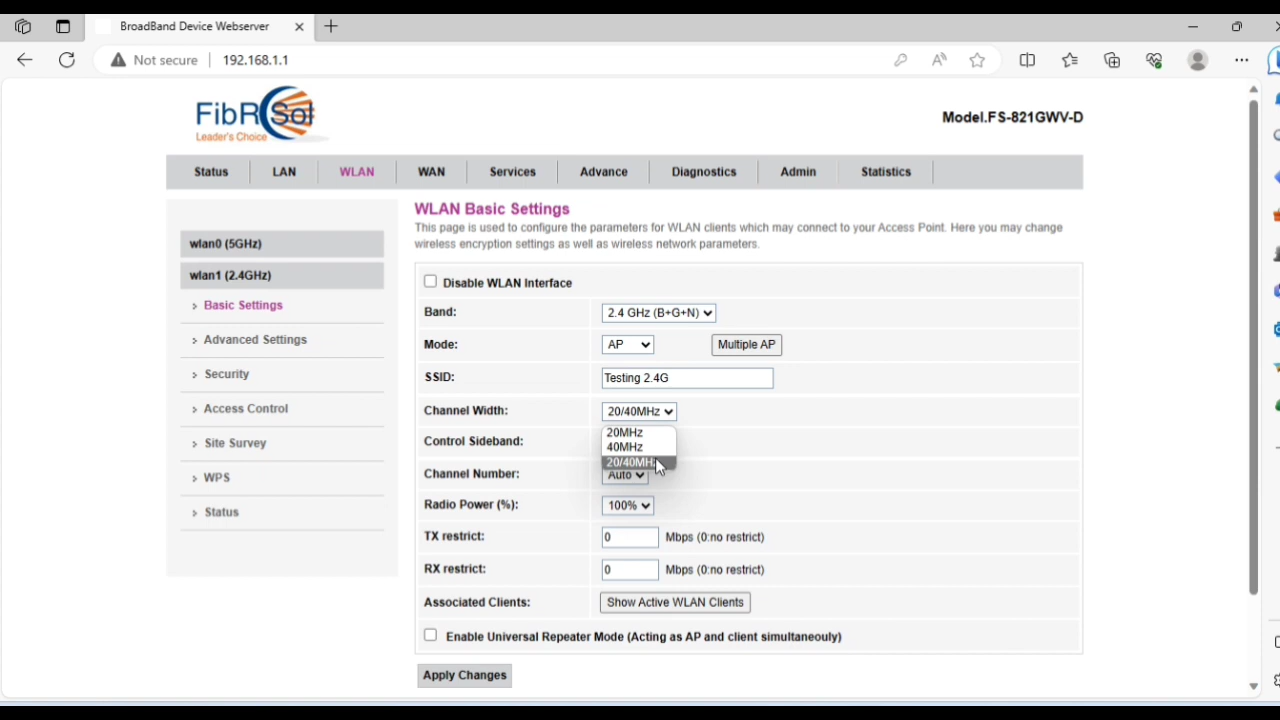 BroadBand Device Webserver
Not secure
192.168.1.1
FibRSol
Leader's Choice
Model.FS-821GWV-D
Status
LAN
WLAN
WAN
Services
Advance
Diagnostics
Admin
Statistics
wlan0 (5GHz)
wlan1 (2.4GHz)
Basic Settings
Advanced Settings
Security
Access Control
Site Survey
WPS
Status
WLAN Basic Settings
This page is used to configure the parameters for WLAN clients which may connect to your Access Point. Here you may change
wireless encryption settings as well as wireless network parameters.
Disable WLAN Interface
Band: 2.4 GHz (B+G+N)
Mode: AP Multiple AP
SSID: Testing 2.4G
Channel Width: 20/40MHz
20MHz
Control Sideband:
40MHz
20/40MHz
Channel Number: Auto
Radio Power (%): 100%
TX restrict: 0 Mbps (0:no restrict)
RX restrict: 0 Mbps (0:no restrict)
Associated Clients: Show Active WLAN Clients
Enable Universal Repeater Mode (Acting as AP and client simultaneouly)
Apply Changes